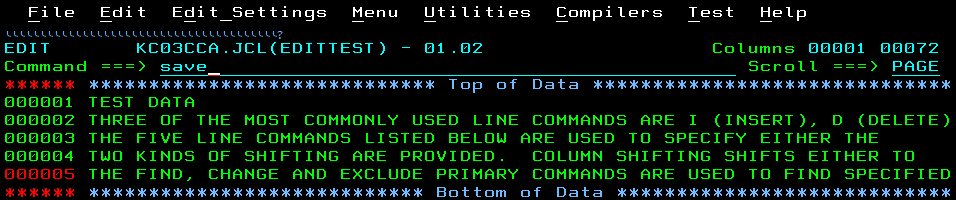 File Edit Edit_Settings Menu Utilities Compilers Test Help
EDIT KC03CCA.JCL(EDITTEST) - 01.02 Columns 00001 00072
Command ===> save_ Scroll ===> PAGE
****** ***************************** Top of Data ******************************
000001 TEST DATA
000002 THREE OF THE MOST COMMONLY USED LINE COMMANDS ARE I (INSERT), D (DELETE)
000003 THE FIVE LINE COMMANDS LISTED BELOW ARE USED TO SPECIFY EITHER THE
000004 TWO KINDS OF SHIFTING ARE PROVIDED.  COLUMN SHIFTING SHIFTS EITHER TO
000005 THE FIND, CHANGE AND EXCLUDE PRIMARY COMMANDS ARE USED TO FIND SPECIFIED
****** **************************** Bottom of Data ****************************